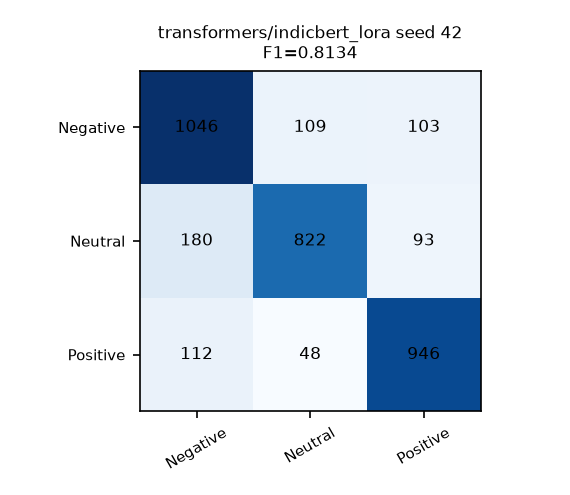 transformers/indicbert_lora seed 42
F1=0.8134
Negative 1046 109 103
Neutral 180 822 93
Positive 112 48 946
Negative Neutral Positive